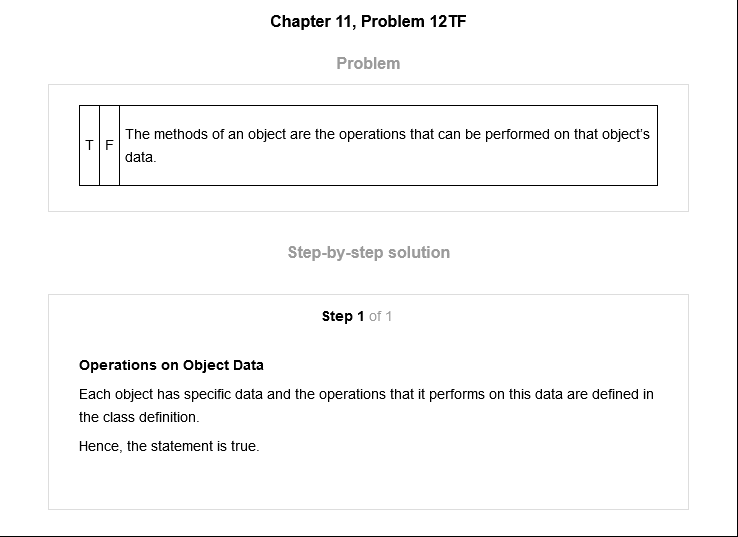 Chapter 11, Problem 12TF
Problem
T F The methods of an object are the operations that can be performed on that object's
data.
Step-by-step solution
Step 1 of 1
Operations on Object Data
Each object has specific data and the operations that it performs on this data are defined in
the class definition.
Hence, the statement is true.